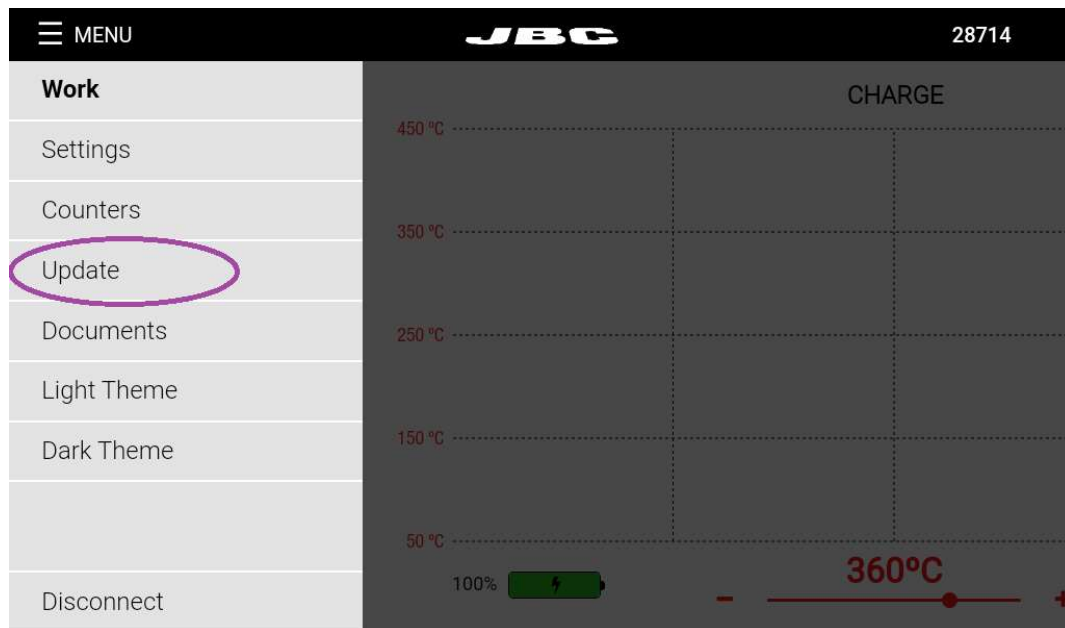 MENU
JBC
28714
Work
Settings
Counters
Update
Documents
Light Theme
Dark Theme
Disconnect
CHARGE
450 ºC
350 ºC
250 ºC
150 ºC
50 ºC
100%
360ºC
- +